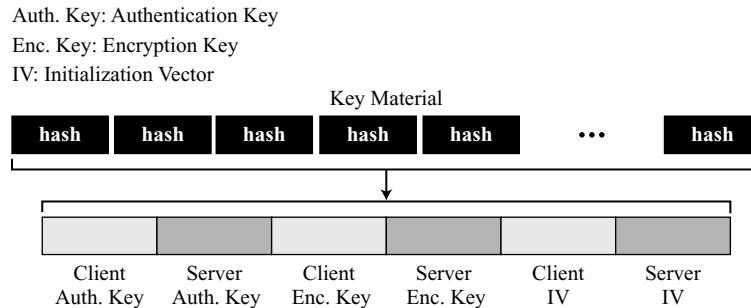 Auth. Key: Authentication Key
Enc. Key: Encryption Key
IV: Initialization Vector
Key Material
hash hash hash hash hash ••• hash
Client Server Client Server Client Server
Auth. Key Auth. Key Enc. Key Enc. Key IV IV